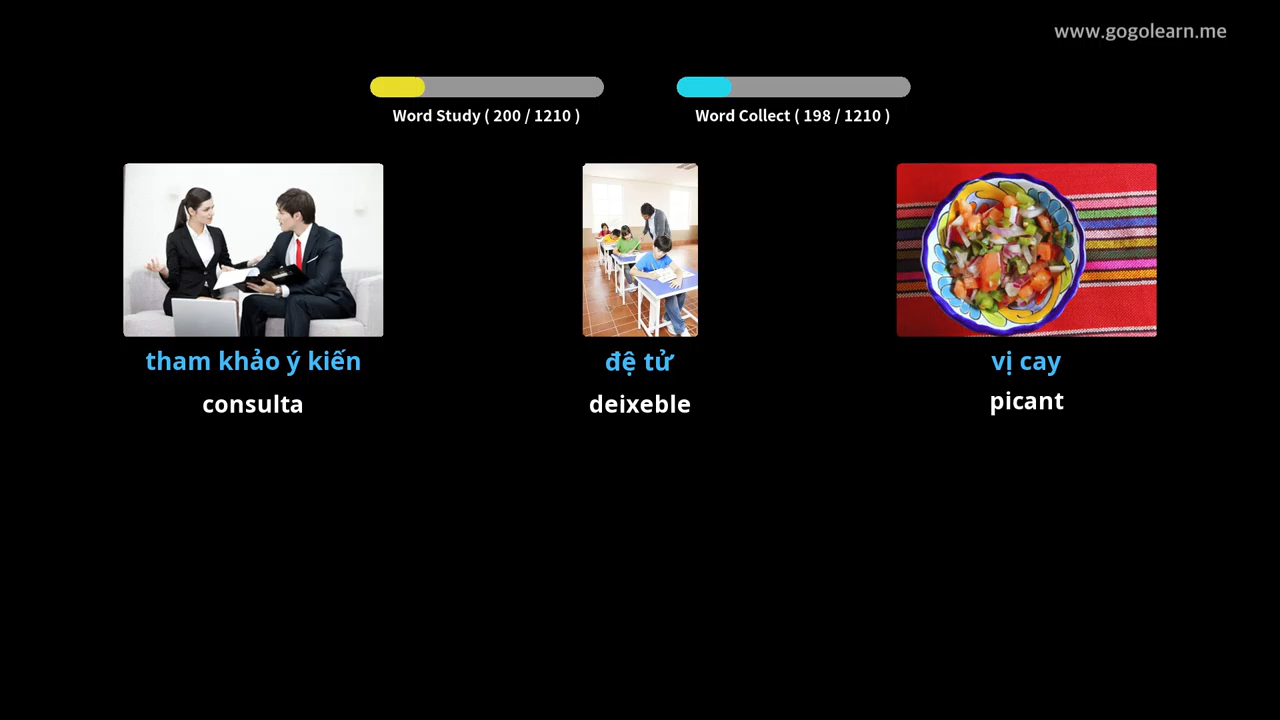 www.gogolearn.me
Word Study ( 200 / 1210 )
Word Collect ( 198 / 1210 )
tham khảo ý kiến
consulta
đệ tử
deixeble
vị cay
picant